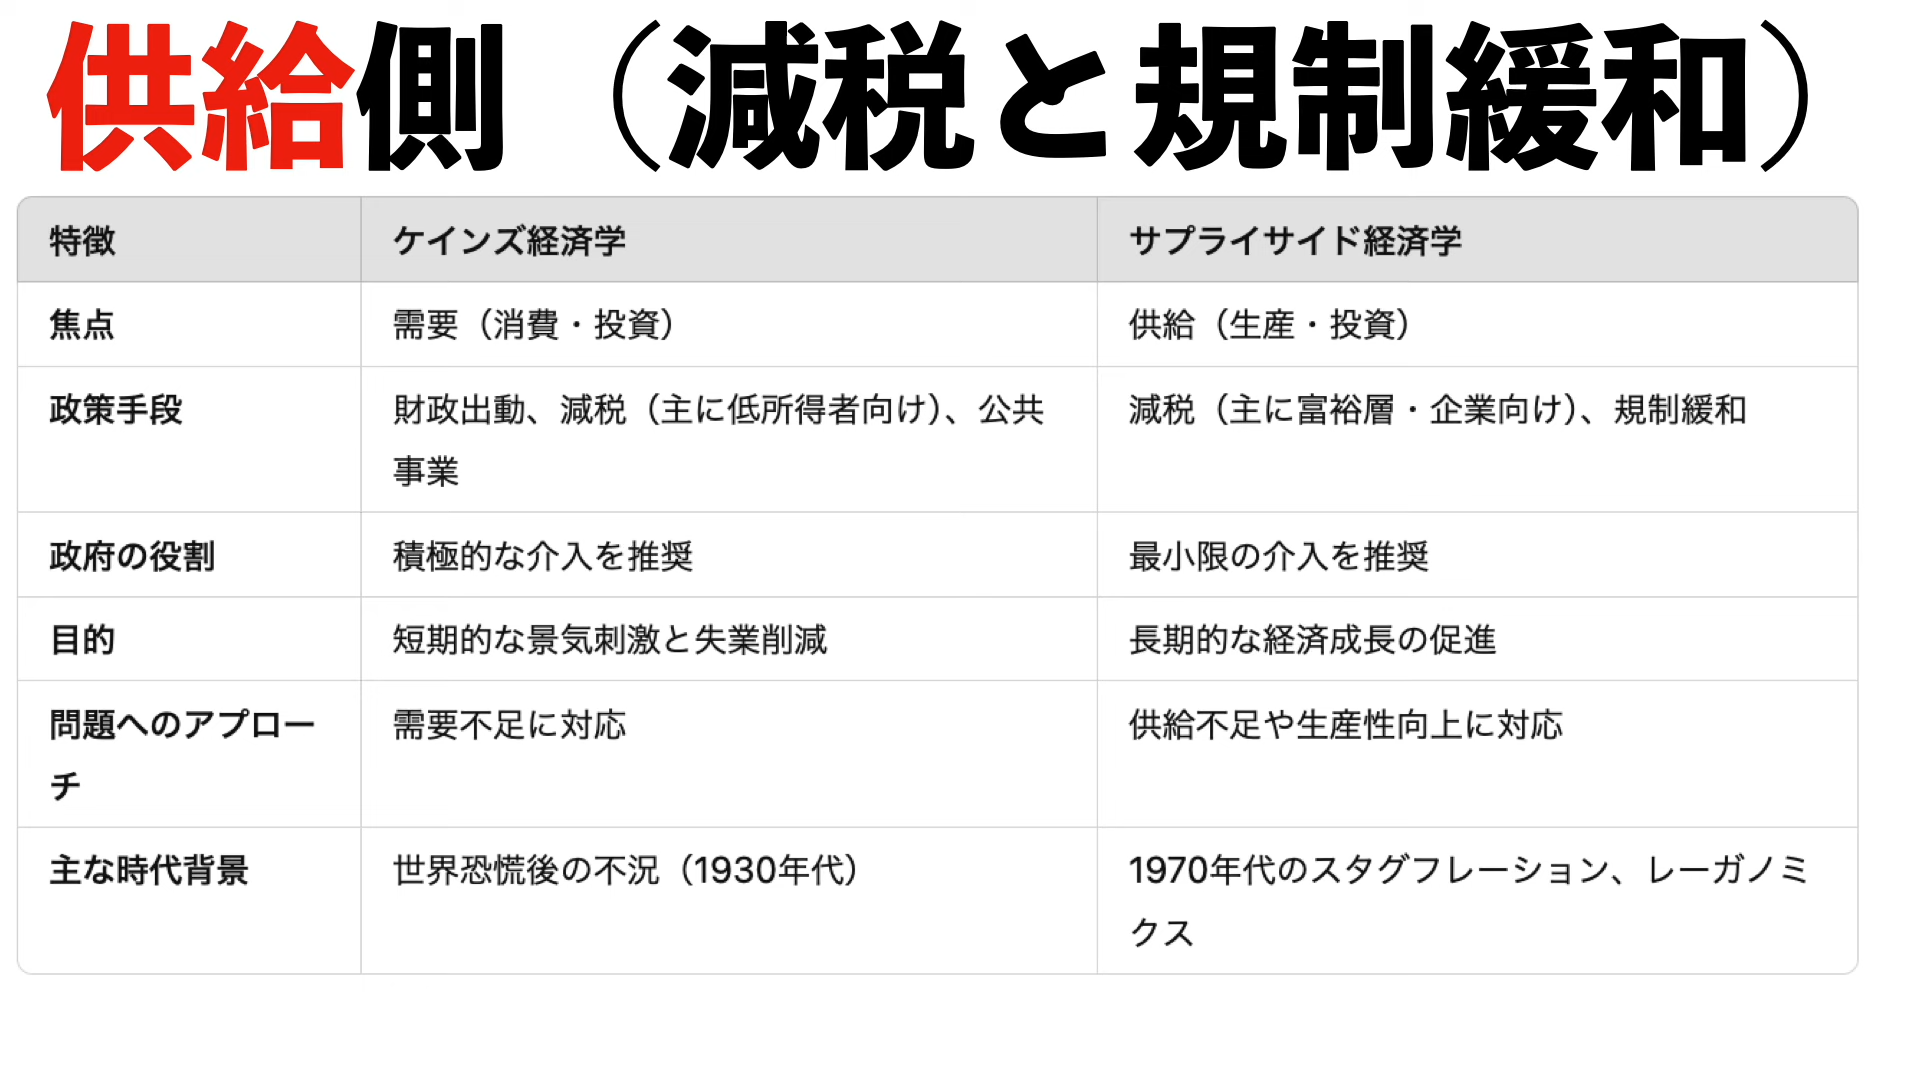 供給側（減税と規制緩和）
特徴
ケインズ経済学
サプライサイド経済学
焦点
需要（消費・投資）
供給（生産・投資）
政策手段
財政出動、減税（主に低所得者向け）、公共
事業
減税（主に富裕層・企業向け）、規制緩和
政府の役割
積極的な介入を推奨
最小限の介入を推奨
目的
短期的な景気刺激と失業削減
長期的な経済成長の促進
問題へのアプロー
チ
需要不足に対応
供給不足や生産性向上に対応
主な時代背景
世界恐慌後の不況（1930年代）
1970年代のスタグフレーション、レーガノミ
クス